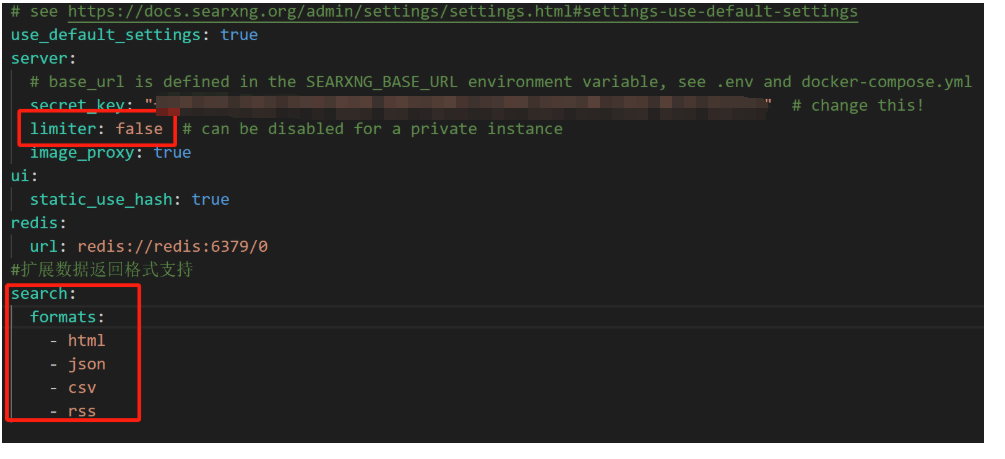 # see https://docs.searxng.org/admin/settings/settings.html#settings-use-default-settings
use_default_settings: true
server:
  # base_url is defined in the SEARXNG_BASE_URL environment variable, see .env and docker-compose.yml
  secret_key: "" # change this!
  limiter: false # can be disabled for a private instance
  image_proxy: true
ui:
  static_use_hash: true
redis:
  url: redis://redis:6379/0
#扩展数据返回格式支持
search:
  formats:
    - html
    - json
    - csv
    - rss